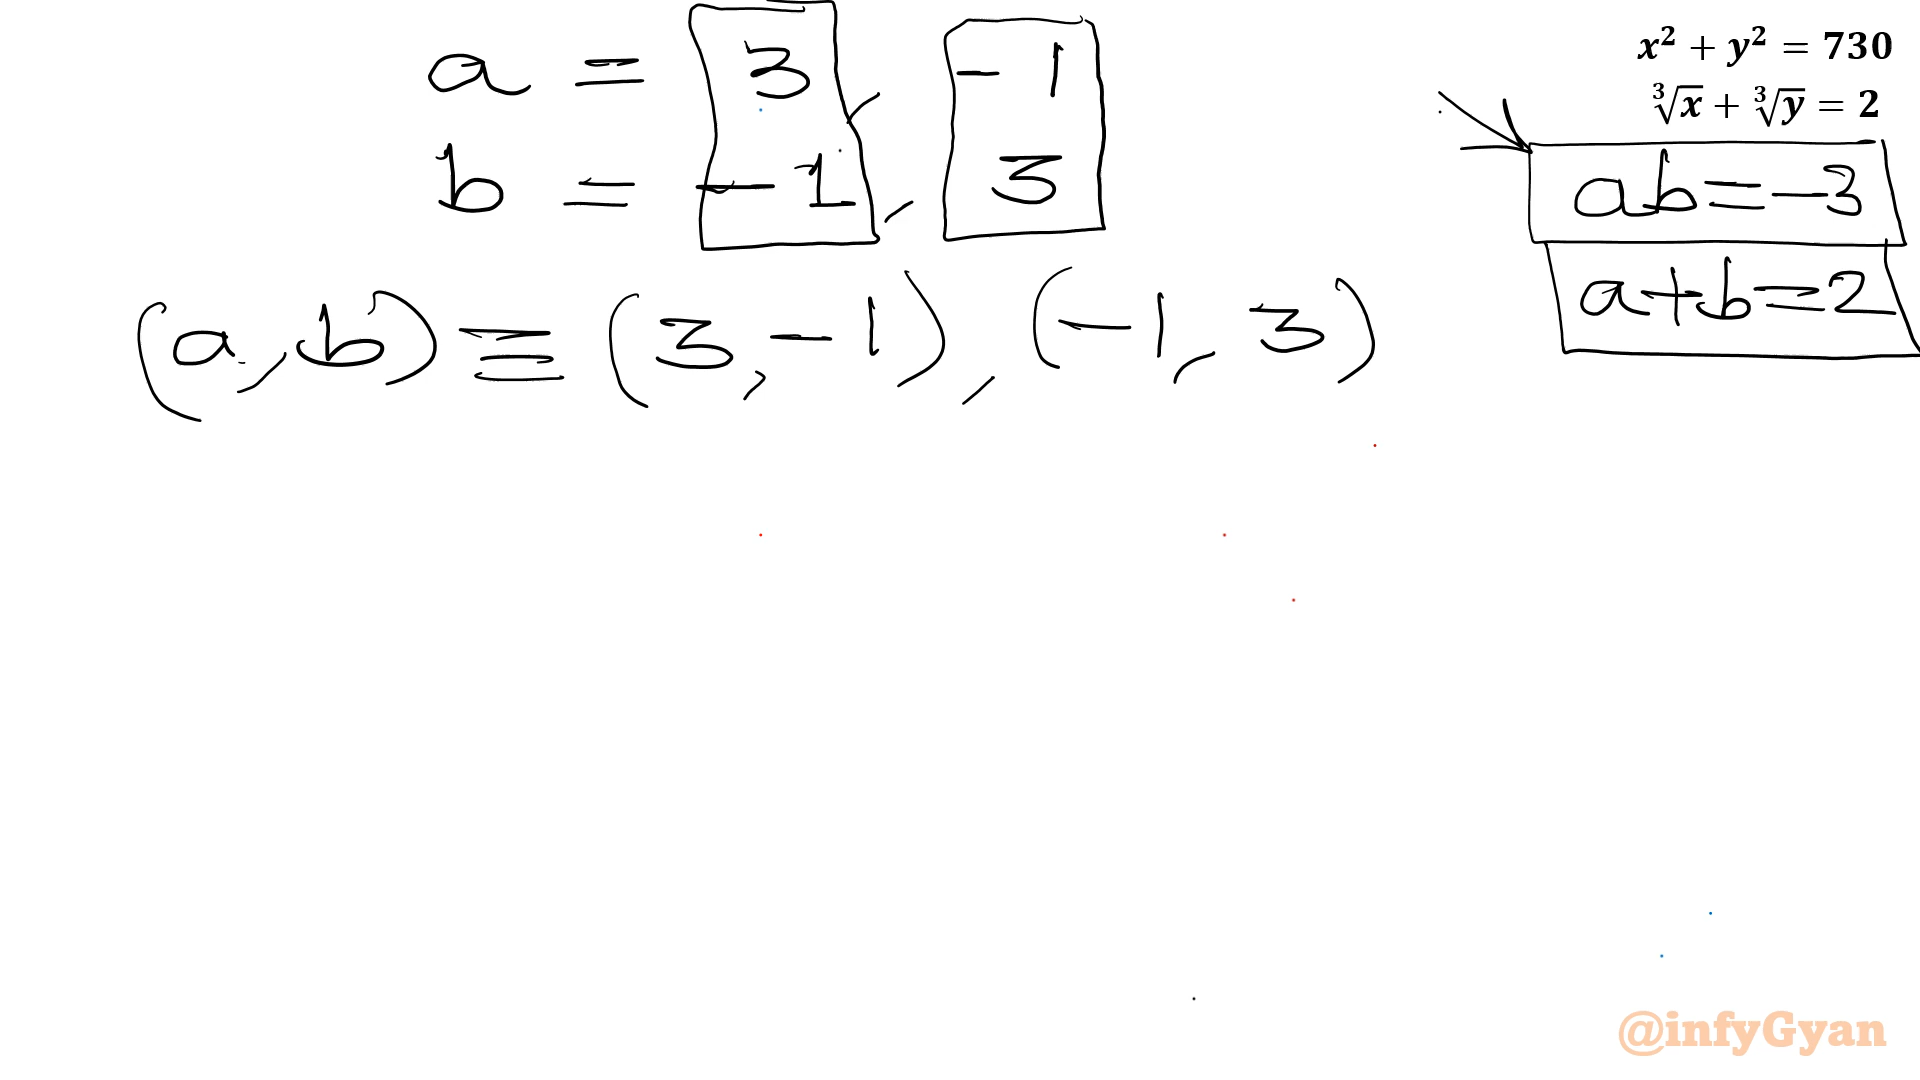 a = 3, -1
b = -1, 3
(a, b) ≡ (3, -1), (-1, 3)
x² + y² = 730
∛x + ∛y = 2
ab = -3
a+b=2
@infyGyan